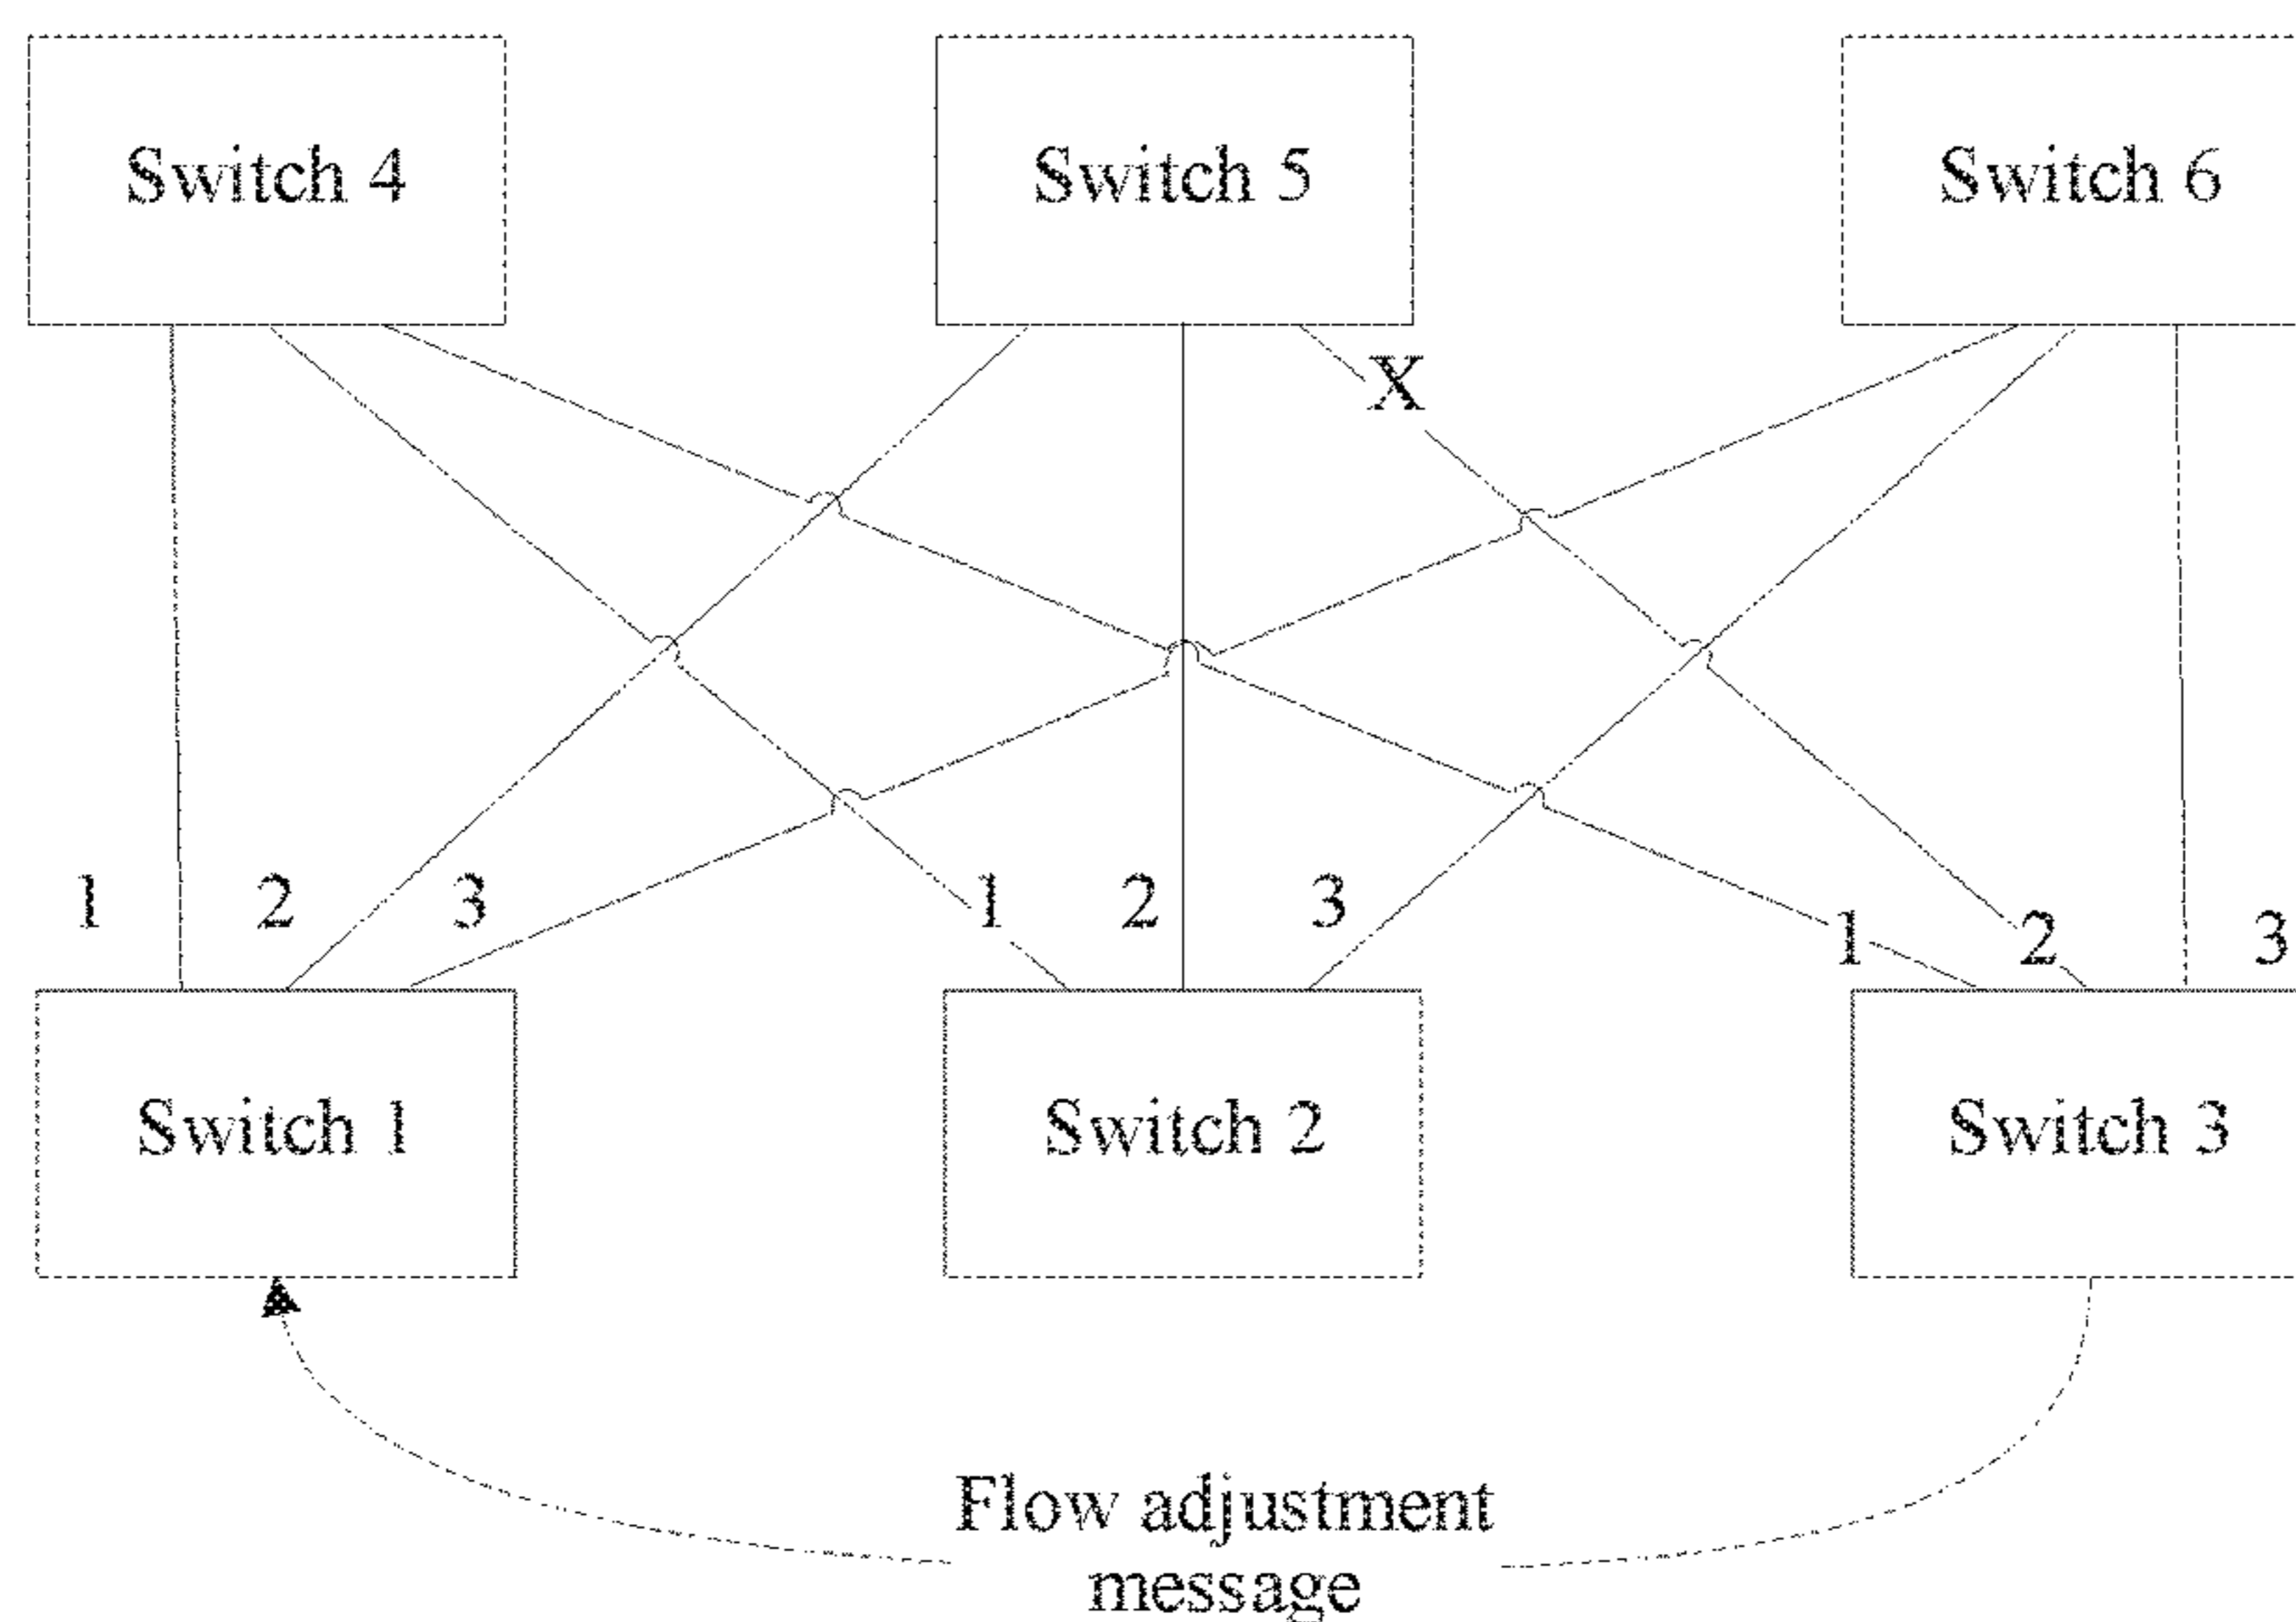 Switch 4
Switch 5
Switch 6
X
1
2
3
1
2
3
1
2
3
Switch 1
Switch 2
Switch 3
Flow adjustment
message